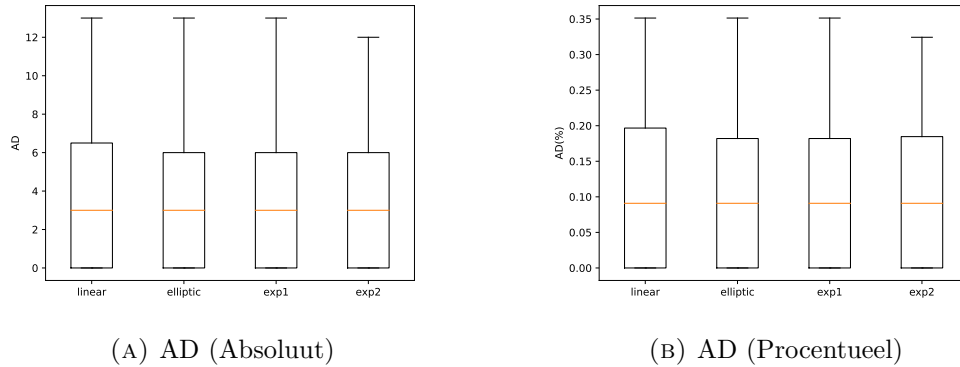 AD
12
10
8
6
4
2
0
linear elliptic exp1 exp2
(A) AD (Absoluut)
AD(%)
0.35
0.30
0.25
0.20
0.15
0.10
0.05
0.00
linear elliptic exp1 exp2
(B) AD (Procentueel)